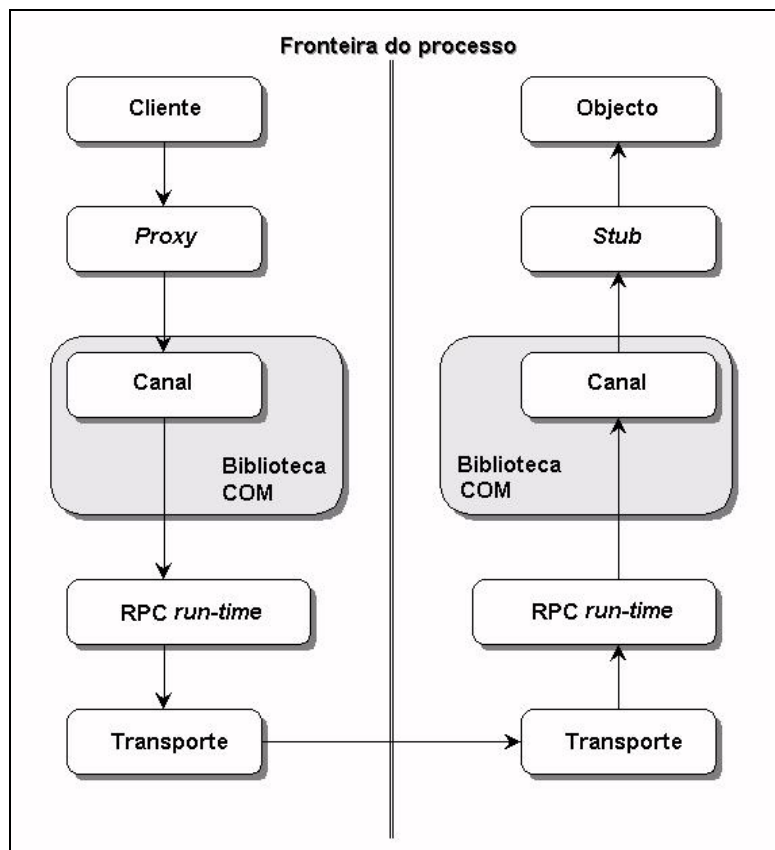 Fronteira do processo
Cliente
Proxy
Canal
Biblioteca
COM
RPC run-time
Transporte
Objecto
Stub
Canal
Biblioteca
COM
RPC run-time
Transporte